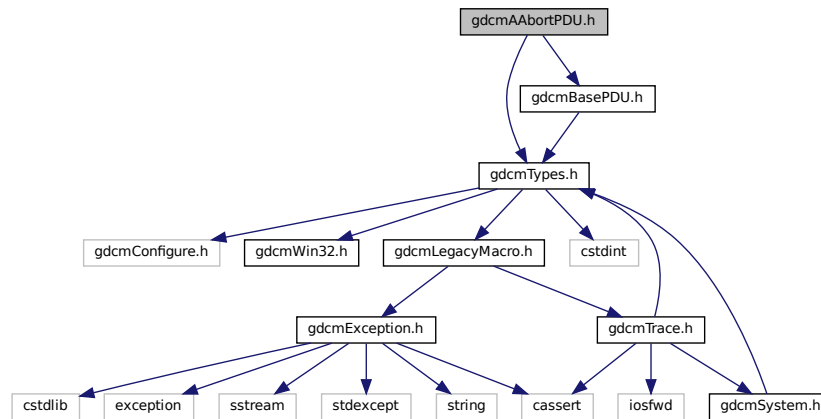 gdcmAAbortPDU.h
gdcmBasePDU.h
gdcmTypes.h
gdcmConfigure.h
gdcmWin32.h
gdcmLegacyMacro.h
cstdint
gdcmException.h
gdcmTrace.h
cstdlib
exception
sstream
stdexcept
string
cassert
iosfwd
gdcmSystem.h